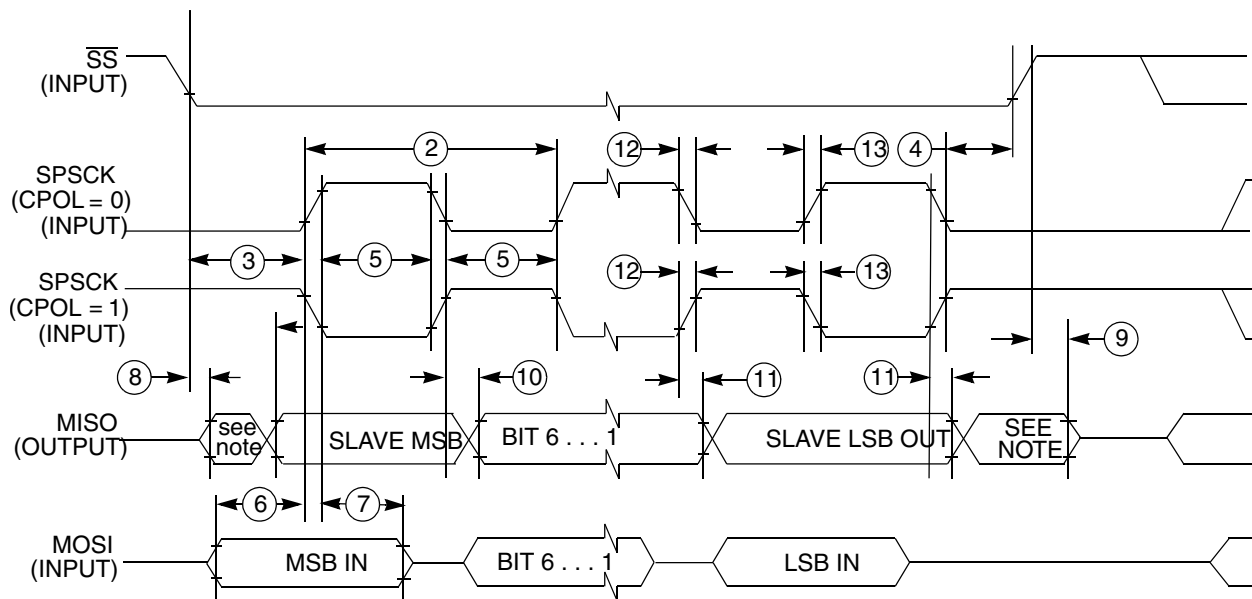 SS
(INPUT)
2
12
13
4
SPSCK
(CPOL = 0)
(INPUT)
3
5
5
12
13
SPSCK
(CPOL = 1)
(INPUT)
8
10
11
11
9
MISO
(OUTPUT)
see
note
SLAVE MSB
BIT 6 . . . 1
SLAVE LSB OUT
SEE
NOTE
6
7
MOSI
(INPUT)
MSB IN
BIT 6 . . . 1
LSB IN